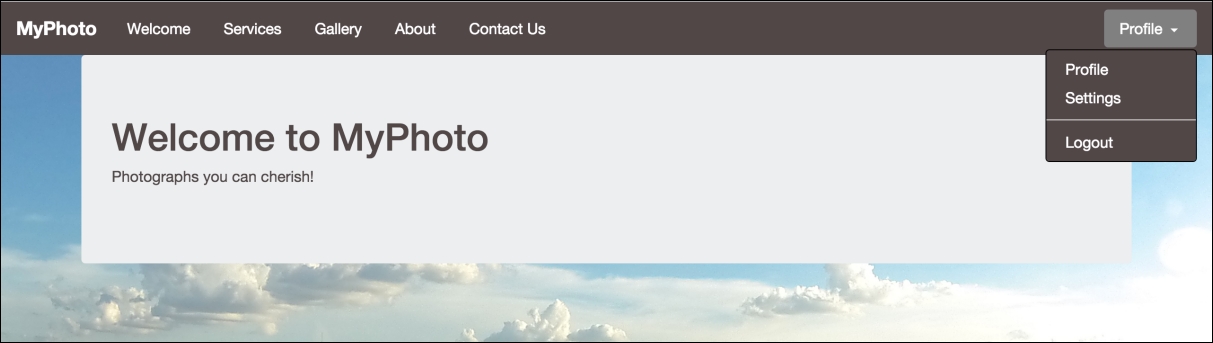 MyPhoto Welcome Services Gallery About Contact Us Profile
Profile
Settings
Logout
Welcome to MyPhoto
Photographs you can cherish!